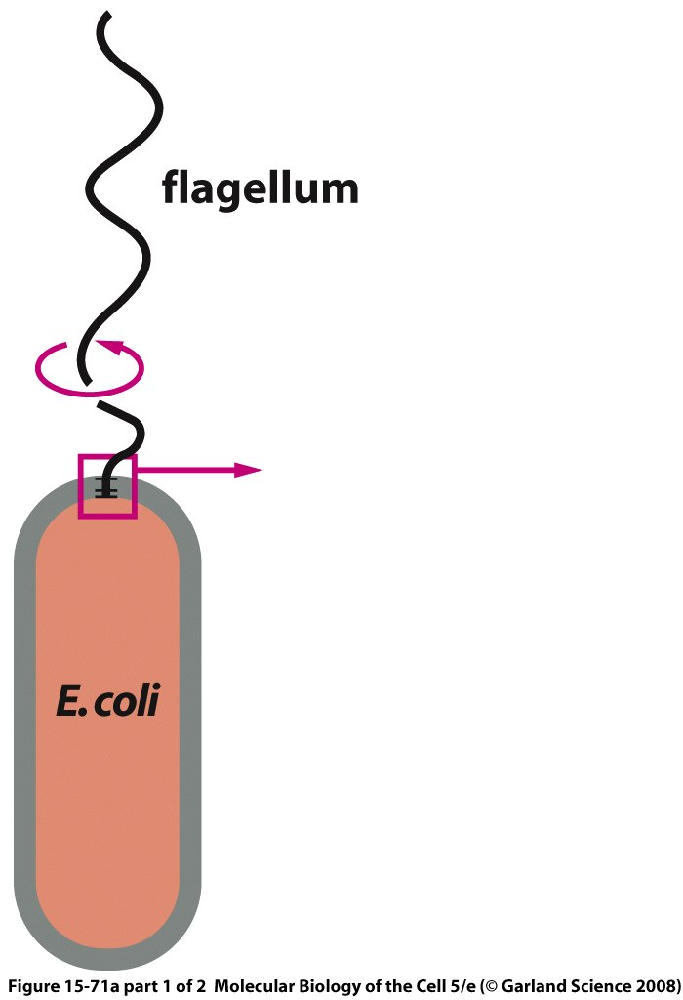 flagellum
E. coli
Figure 15-71a part 1 of 2 Molecular Biology of the Cell 5/e (© Garland Science 2008)